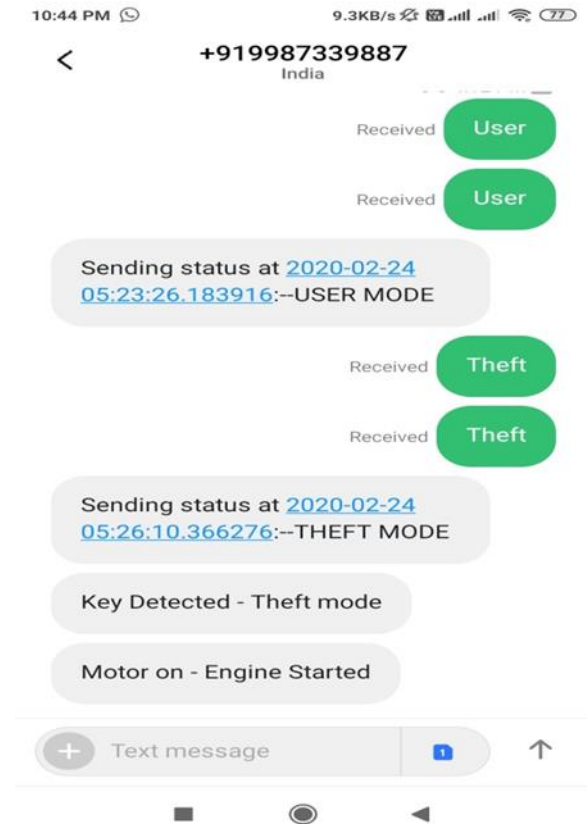 10:44 PM 9.3KB/s 77
+919987339887
India
Received User
Received User
Sending status at 2020-02-24
05:23:26.183916:--USER MODE
Received Theft
Received Theft
Sending status at 2020-02-24
05:26:10.366276:--THEFT MODE
Key Detected - Theft mode
Motor on - Engine Started
Text message 1